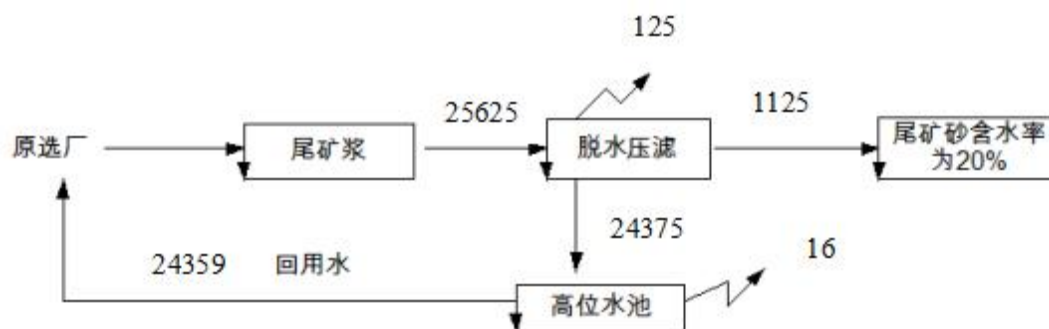 125
25625
1125
原选厂
尾矿浆
脱水压滤
尾矿砂含水率
为20%
24375
16
24359
回用水
高位水池